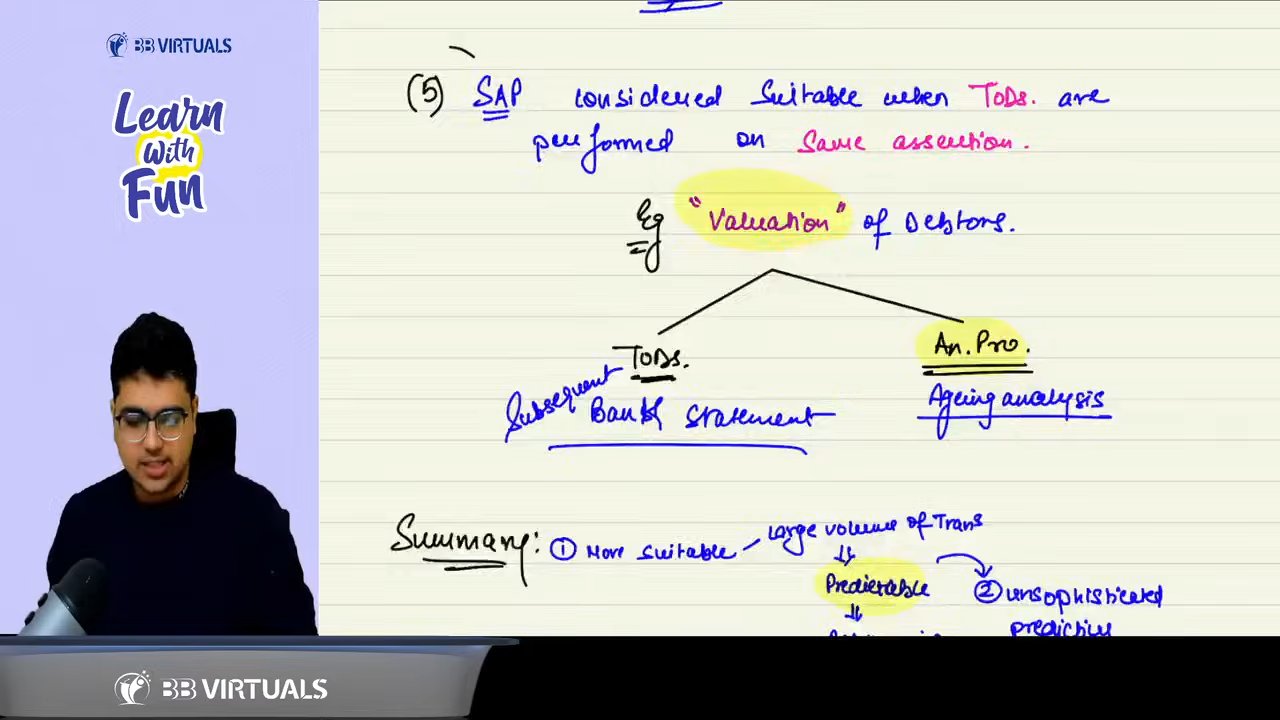 BB VIRTUALS
Learn
With
Fun
(5) SAP considered suitable when TODs. are
performed on same assertion.
Eg "Valuation" of Debtors.
TODs.
An. Pro.
Subsequent
Bank statement
Ageing analysis
Summary: ① More suitable – Large volume of Trans
Predictable
② unsophisticated
predictive
BB VIRTUALS